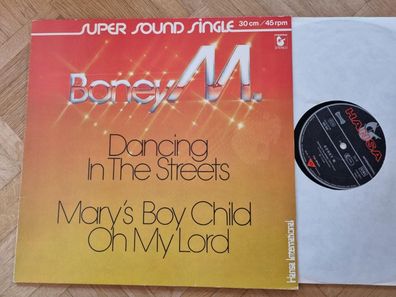 SUPER SOUND SINGLE
30 cm / 45 rpm
STEREO
Boney M.
Dancing
In The Streets
Mary's Boy Child
Oh My Lord
Hansa International
HANSA